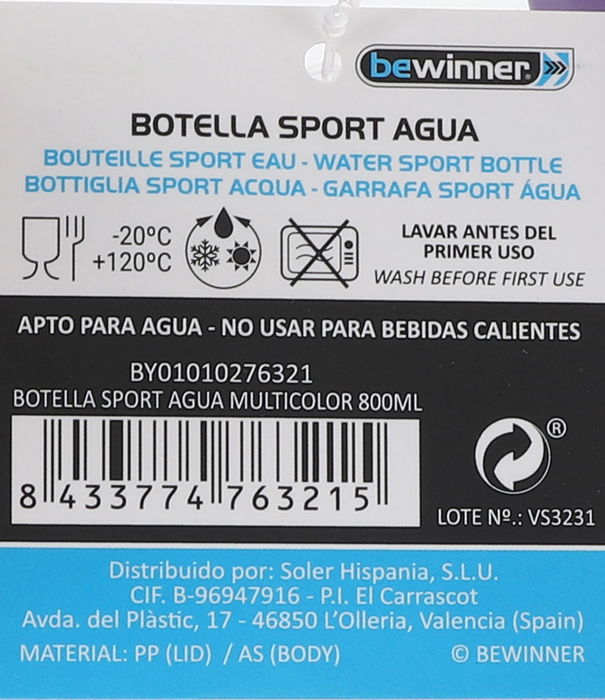 bewinner
BOTELLA SPORT AGUA
BOUTEILLE SPORT EAU - WATER SPORT BOTTLE
BOTTIGLIA SPORT ACQUA - GARRAFA SPORT ÁGUA
-20ºC
+120ºC
LAVAR ANTES DEL
PRIMER USO
WASH BEFORE FIRST USE
APTO PARA AGUA - NO USAR PARA BEBIDAS CALIENTES
BY01010276321
BOTELLA SPORT AGUA MULTICOLOR 800ML
8 433774 763215
®
LOTE Nº.: VS3231
Distribuido por: Soler Hispania, S.L.U.
CIF. B-96947916 - P.I. El Carrascot
Avda. del Plàstic, 17 - 46850 L'Olleria, Valencia (Spain)
MATERIAL: PP (LID) / AS (BODY) © BEWINNER